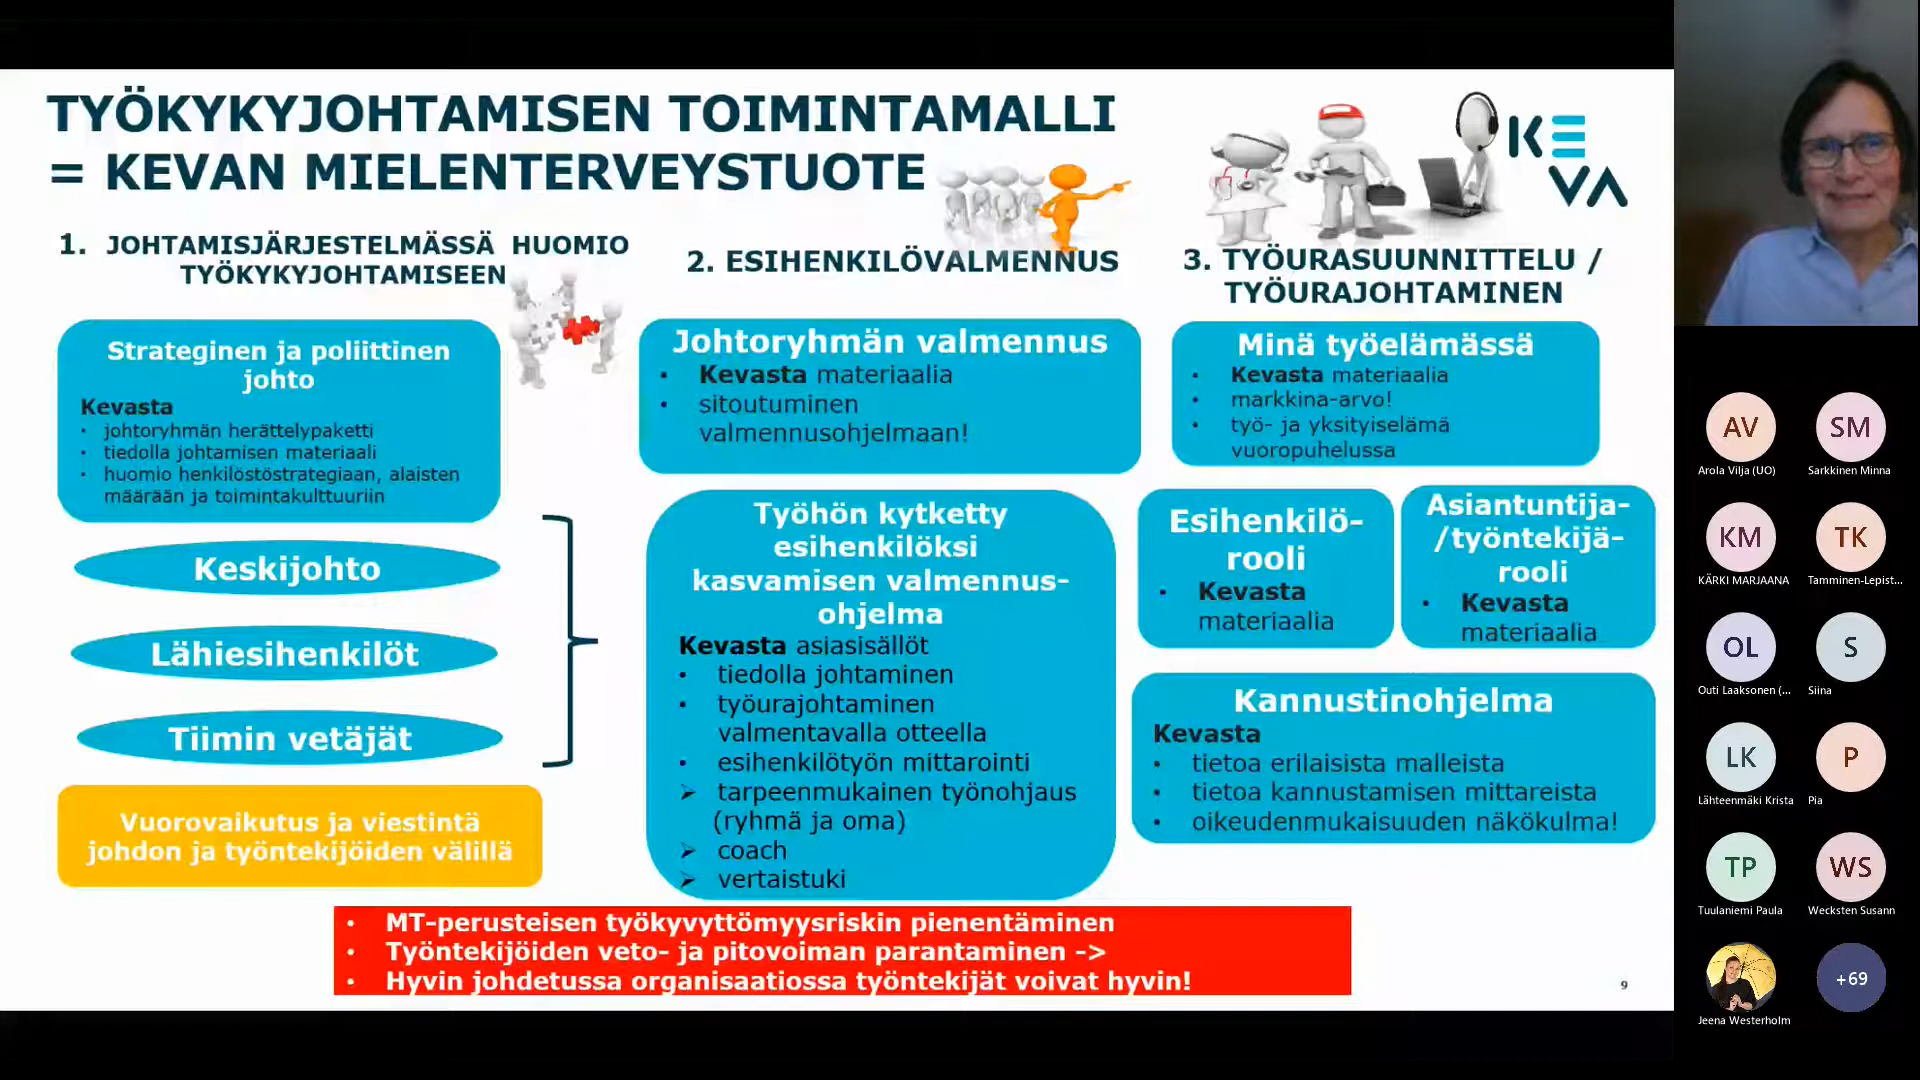 TYÖKYKYJOHTAMISEN TOIMINTAMALLI
= KEVAN MIELENTERVEYSTUOTE
KEVA
1. JOHTAMISJÄRJESTELMÄSSÄ HUOMIO
TYÖKYKYJOHTAMISEEN
Strateginen ja poliittinen
johto
Kevasta
• johtoryhmän herättelypaketti
• tiedolla johtamisen materiaali
• huomio henkilöstöstrategiaan, alaisten
määrään ja toimintakulttuuriin
Keskijohto
Lähiesihenkilöt
Tiimin vetäjät
Vuorovaikutus ja viestintä
johdon ja työntekijöiden välillä
2. ESIHENKILÖVALMENNUS
Johtoryhmän valmennus
• Kevasta materiaalia
• sitoutuminen
valmennusohjelmaan!
Työhön kytketty
esihenkilöksi
kasvamisen valmennus-
ohjelma
Kevasta asiasisällöt
• tiedolla johtaminen
• työurajohtaminen
valmentavalla otteella
• esihenkilötyön mittarointi
➢ tarpeenmukainen työnohjaus
(ryhmä ja oma)
➢ coach
➢ vertaistuki
3. TYÖURASUUNNITTELU /
TYÖURAJOHTAMINEN
Minä työelämässä
• Kevasta materiaalia
• markkina-arvo!
• työ- ja yksityiselämä
vuoropuhelussa
Esihenkilö-
rooli
• Kevasta
materiaalia
Asiantuntija-
/työntekijä-
rooli
• Kevasta
materiaalia
Kannustinohjelma
Kevasta
• tietoa erilaisista malleista
• tietoa kannustamisen mittareista
• oikeudenmukaisuuden näkökulma!
• MT-perusteisen työkyvyttömyysriskin pienentäminen
• Työntekijöiden veto- ja pitovoiman parantaminen ->
• Hyvin johdetussa organisaatiossa työntekijät voivat hyvin!
9
AV
Arola Vilja (UO)
SM
Sarkkinen Minna
KM
KÄRKI MARJAANA
TK
Tamminen-Lepist...
OL
Outi Laaksonen (...
S
Siina
LK
Lähteenmäki Krista
P
Pia
TP
Tuulaniemi Paula
WS
Wecksten Susann
Jeena Westerholm
+69